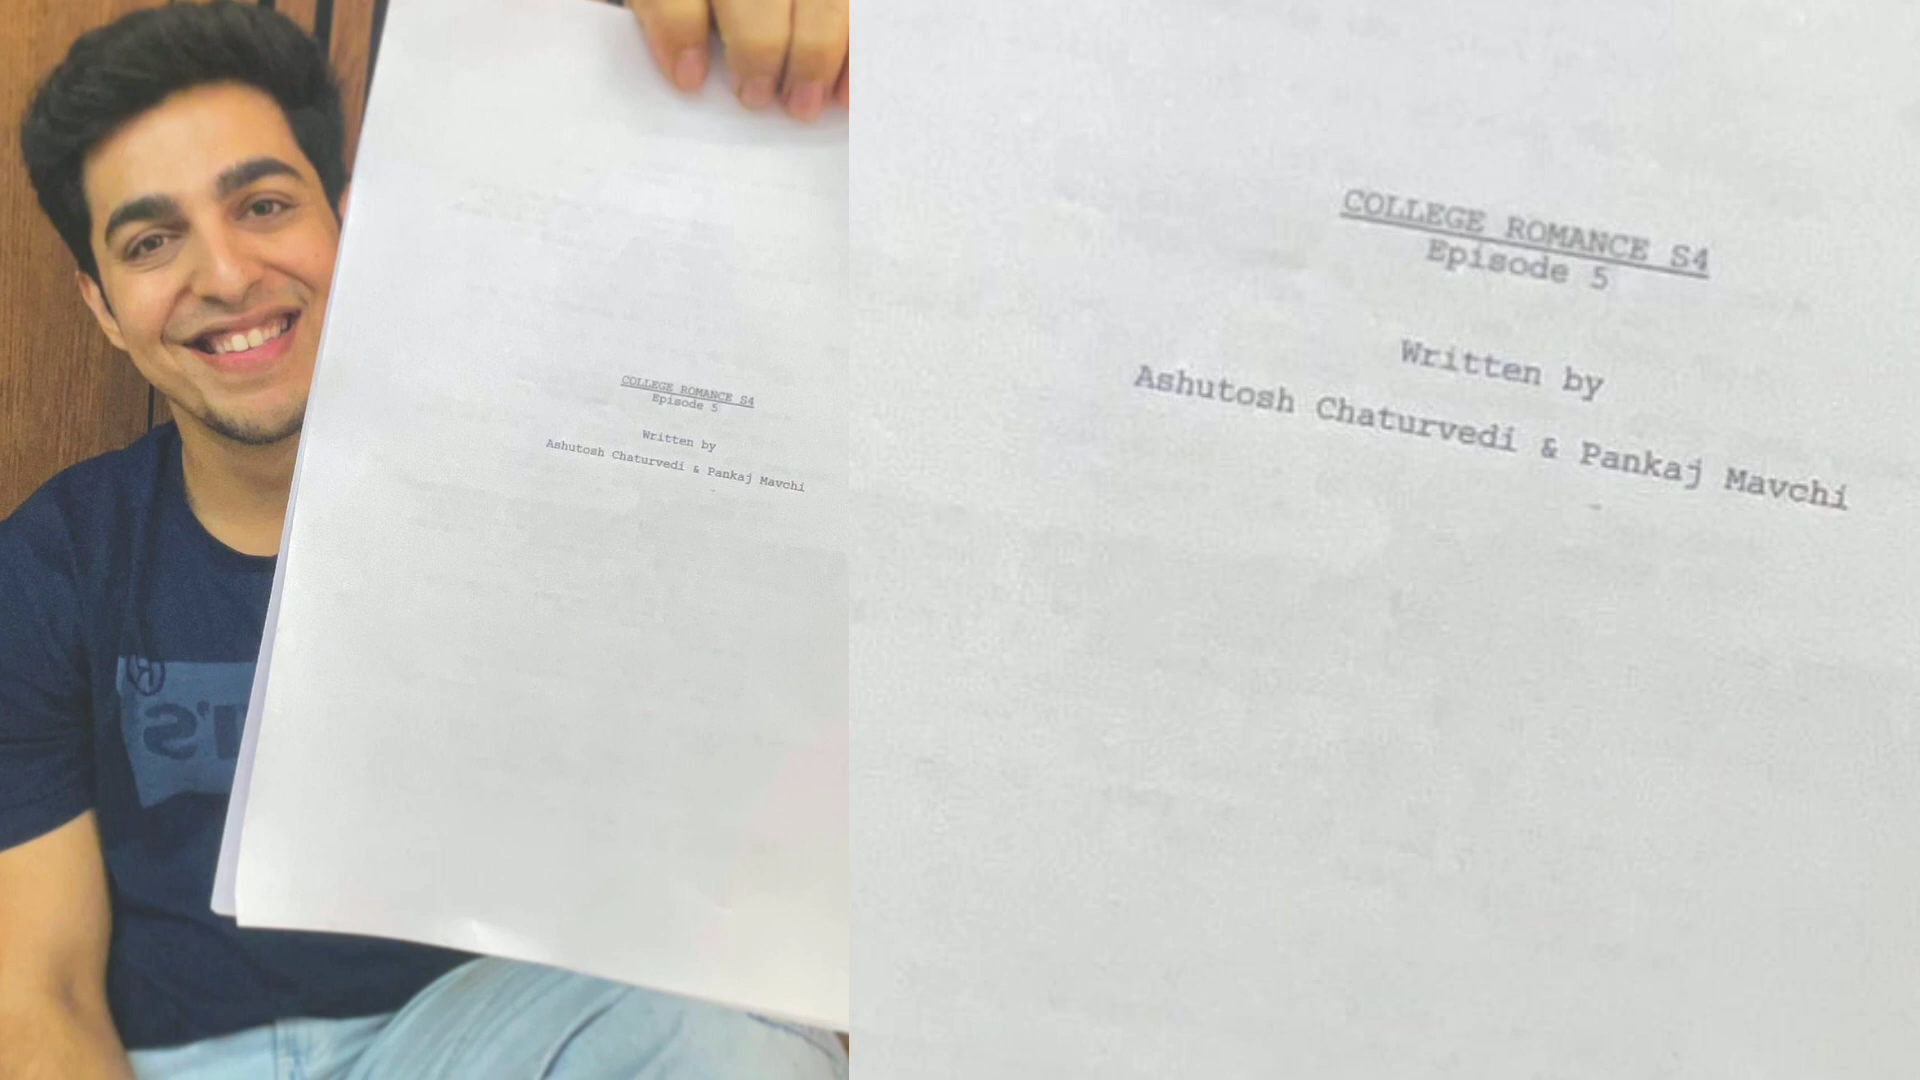 COLLEGE ROMANCE S4
Episode 5
Written by
Ashutosh Chaturvedi & Pankaj Mavchi
COLLEGE ROMANCE S4
Episode 5
Written by
Ashutosh Chaturvedi & Pankaj Mavchi